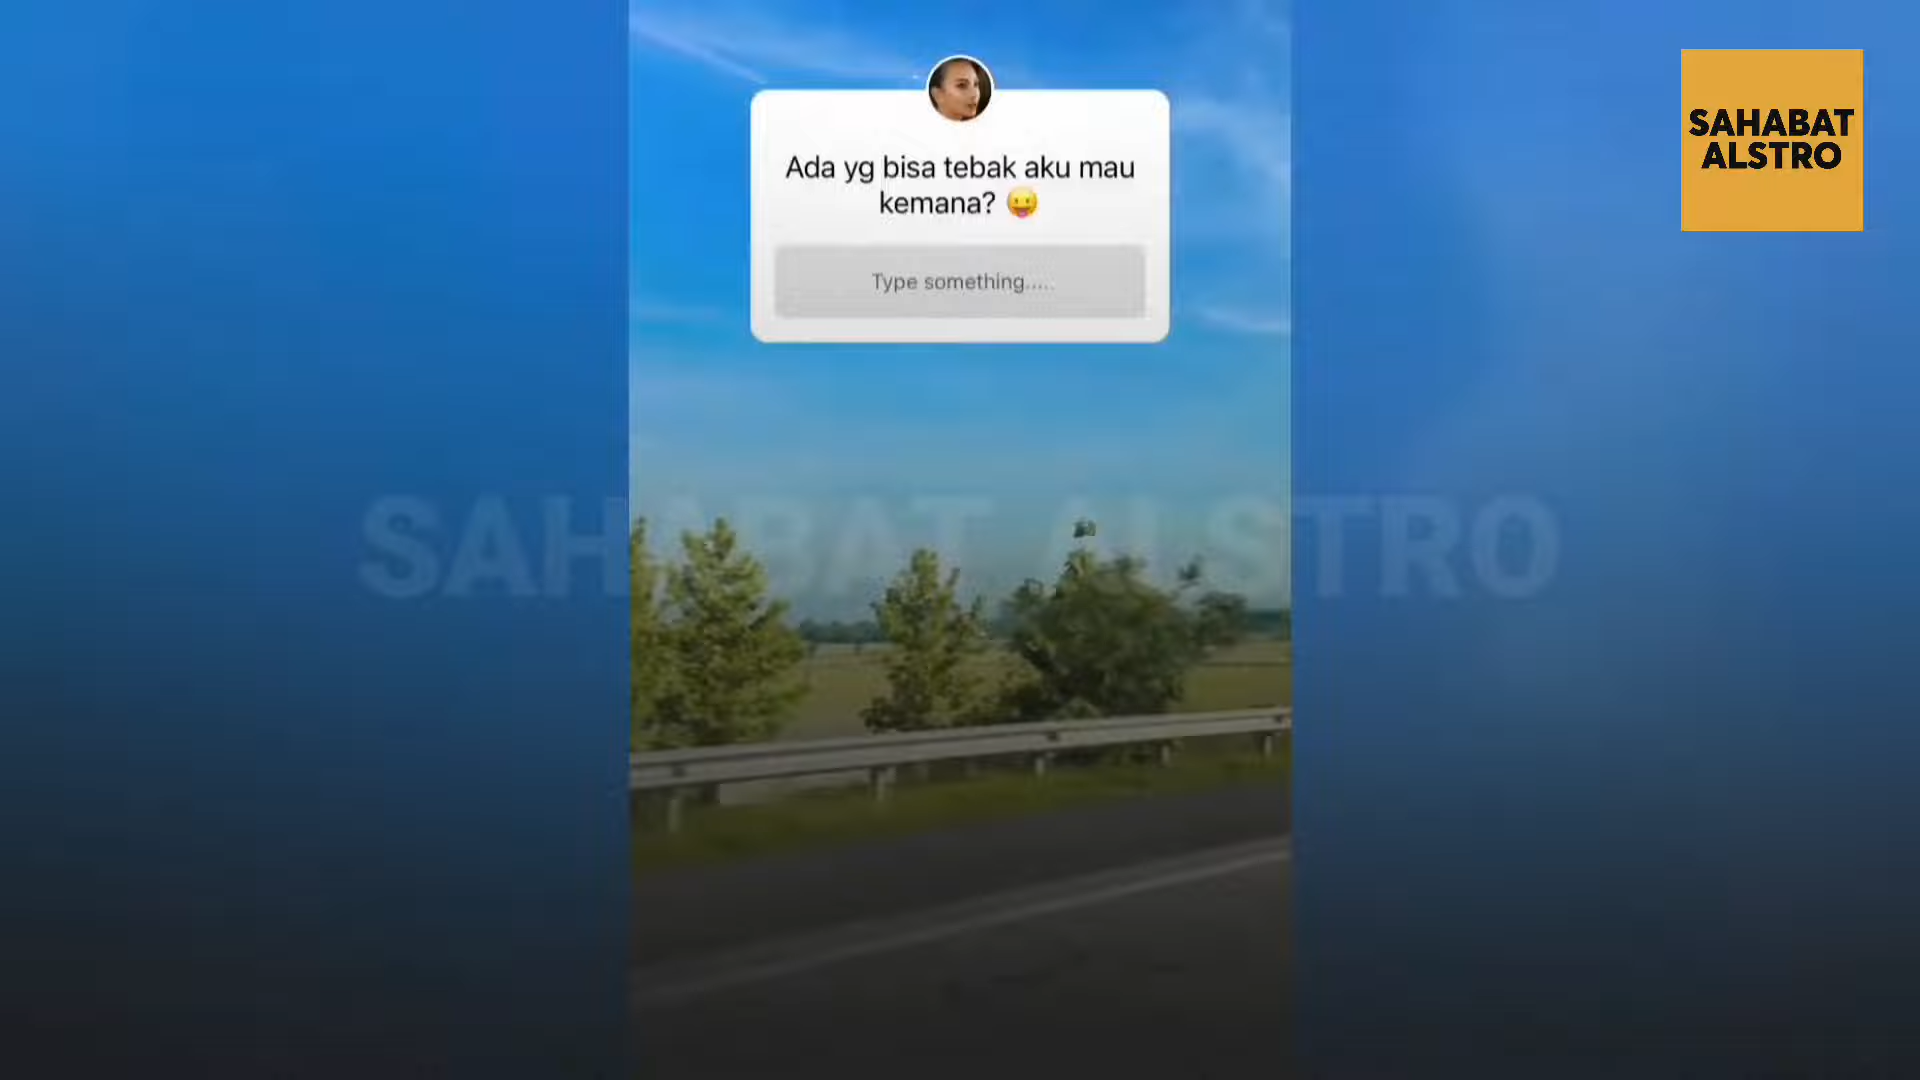 SAHABAT
ALSTRO
Ada yg bisa tebak aku mau
kemana? 😛
Type something.....
SAHABAT ALSTRO